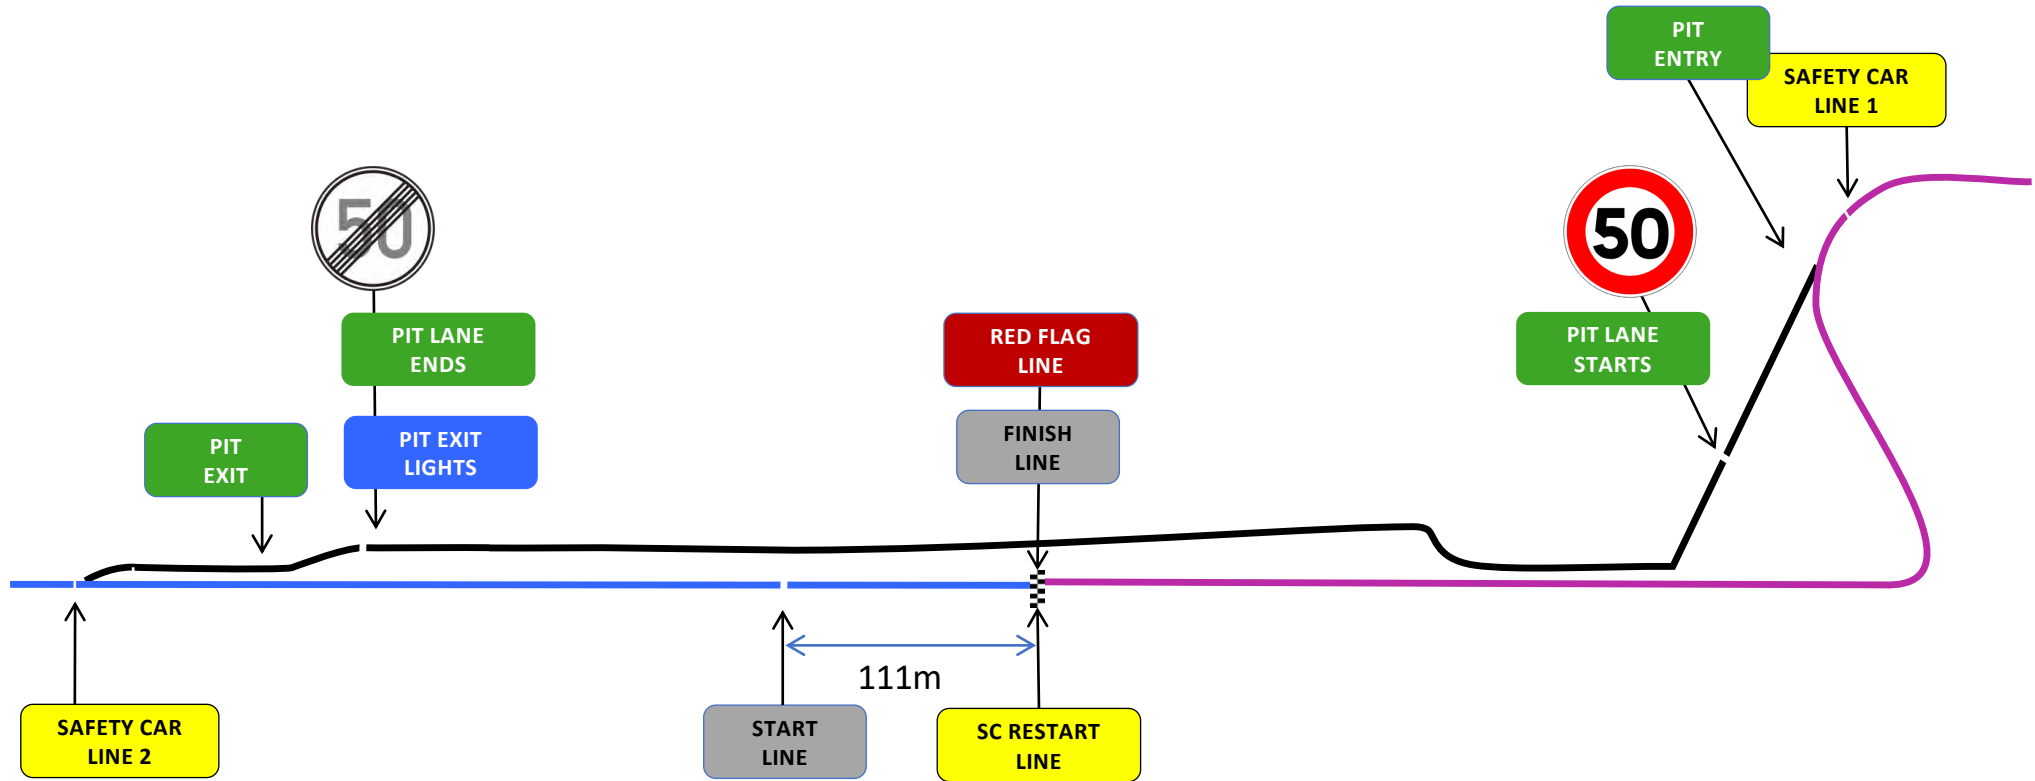 PIT
ENTRY
SAFETY CAR
LINE 1
50
50
PIT LANE
ENDS
RED FLAG
LINE
PIT LANE
STARTS
PIT EXIT
LIGHTS
FINISH
LINE
PIT
EXIT
111m
SAFETY CAR
LINE 2
START
LINE
SC RESTART
LINE